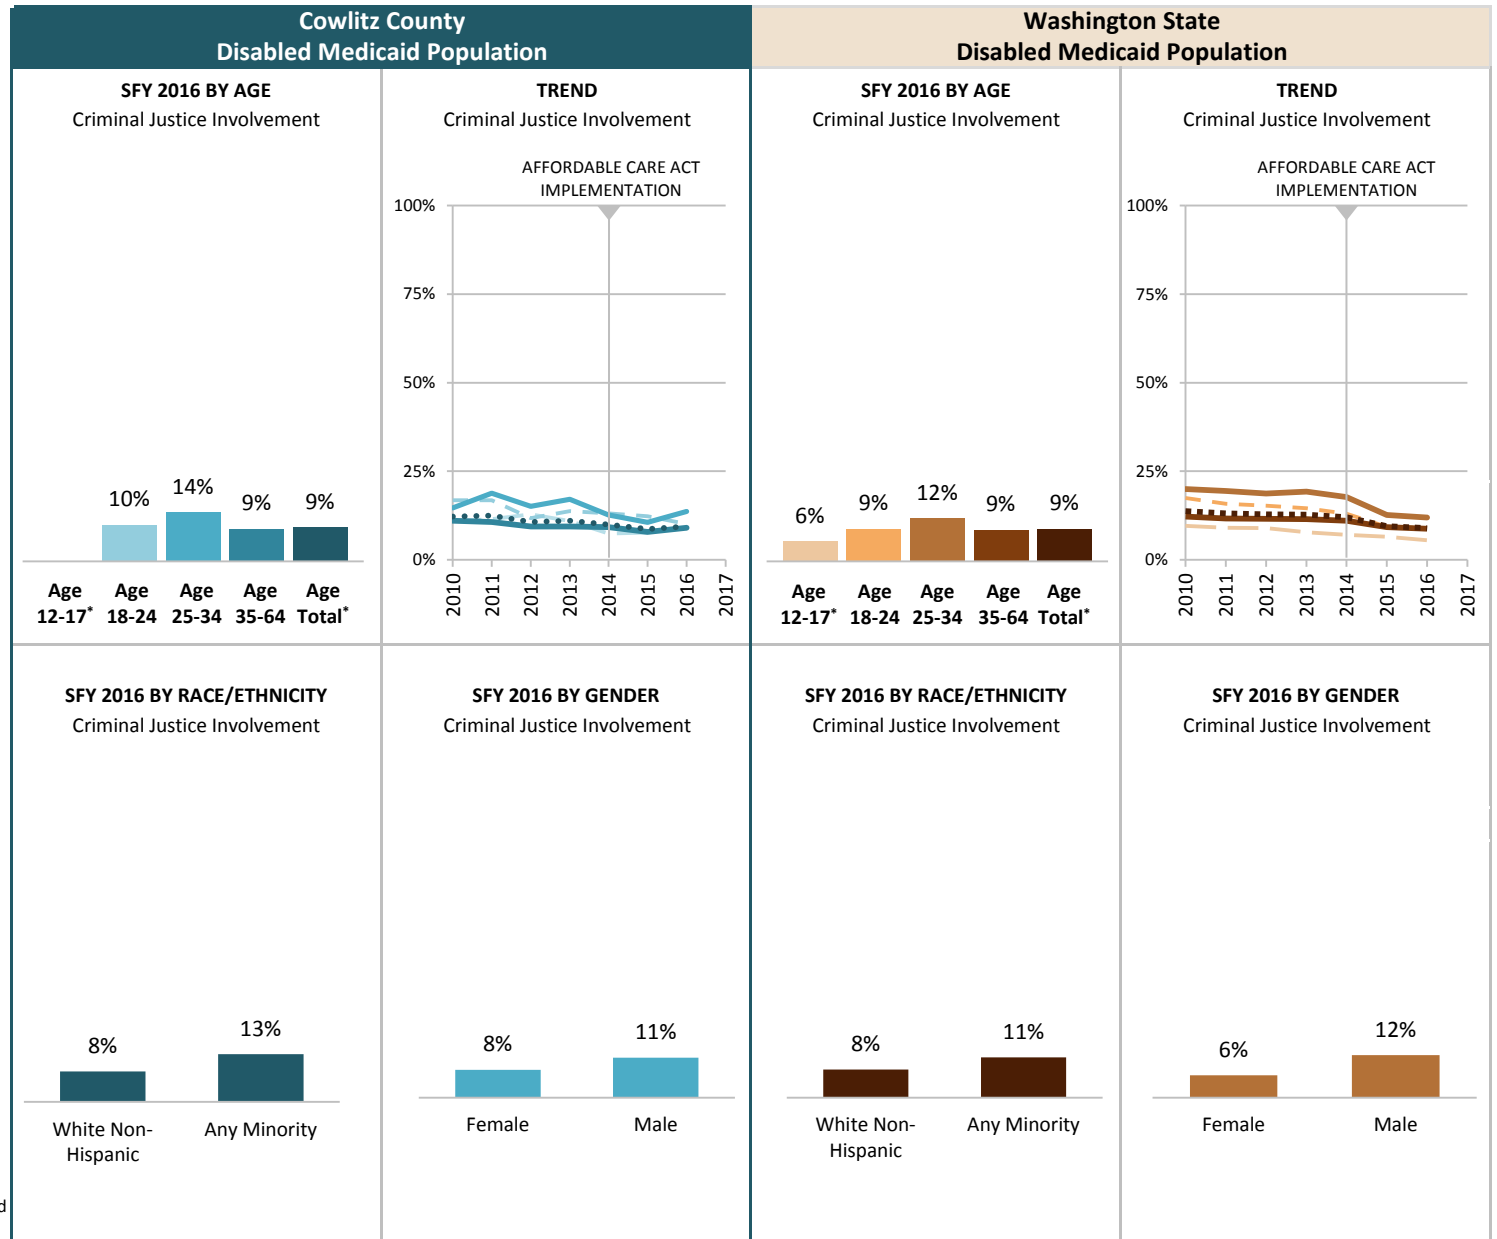 Cowlitz County
Disabled Medicaid Population
Washington State
Disabled Medicaid Population
SFY 2016 BY AGE
Criminal Justice Involvement
10%
14%
9%
9%
Age
12-17*
Age
18-24
Age
25-34
Age
35-64
Age
Total*
TREND
Criminal Justice Involvement
AFFORDABLE CARE ACT
IMPLEMENTATION
100%
75%
50%
25%
0%
2010
2011
2012
2013
2014
2015
2016
2017
SFY 2016 BY AGE
Criminal Justice Involvement
6%
9%
12%
9%
9%
Age
12-17*
Age
18-24
Age
25-34
Age
35-64
Age
Total*
TREND
Criminal Justice Involvement
AFFORDABLE CARE ACT
IMPLEMENTATION
100%
75%
50%
25%
0%
2010
2011
2012
2013
2014
2015
2016
2017
SFY 2016 BY RACE/ETHNICITY
Criminal Justice Involvement
8%
13%
White Non-
Hispanic
Any Minority
SFY 2016 BY GENDER
Criminal Justice Involvement
8%
11%
Female
Male
SFY 2016 BY RACE/ETHNICITY
Criminal Justice Involvement
8%
11%
White Non-
Hispanic
Any Minority
SFY 2016 BY GENDER
Criminal Justice Involvement
6%
12%
Female
Male